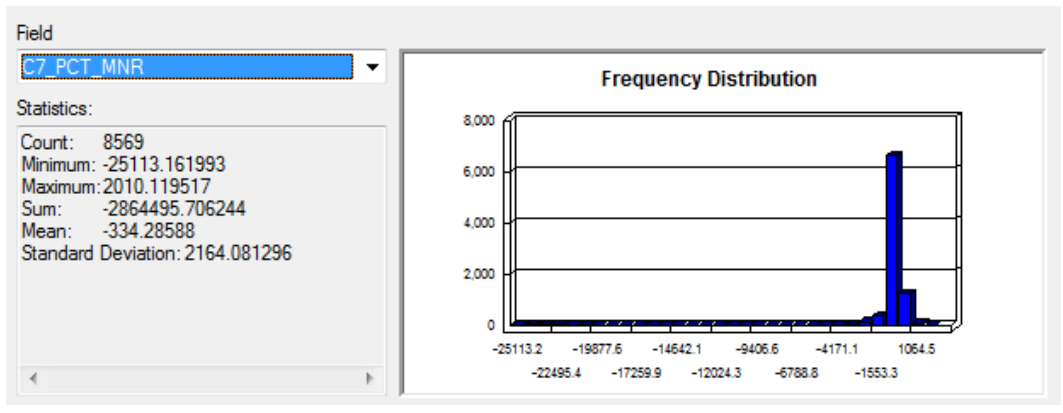 Field
C7_PCT_MNR
Statistics:
Count: 8569
Minimum: -25113.161993
Maximum: 2010.119517
Sum: -2864495.706244
Mean: -334.28588
Standard Deviation: 2164.081296
Frequency Distribution
8,000
6,000
4,000
2,000
0
-25113.2 -19877.6 -14642.1 -9406.6 -4171.1 1064.5
-22495.4 -17259.9 -12024.3 -6788.8 -1553.3